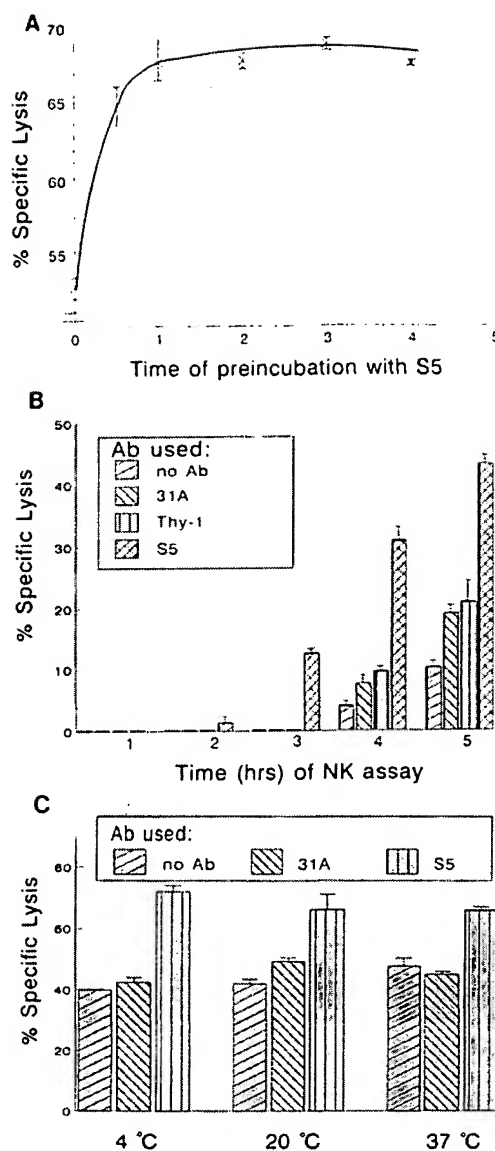 A
70
65
60
55
% Specific Lysis
0 1 2 3 4 5
Time of preincubation with S5
B
50
40
30
20
10
0
% Specific Lysis
Ab used:
no Ab
31A
Thy-1
S5
1 2 3 4 5
Time (hrs) of NK assay
C
80
60
40
20
0
% Specific Lysis
Ab used:
no Ab 31A S5
4 °C 20 °C 37 °C